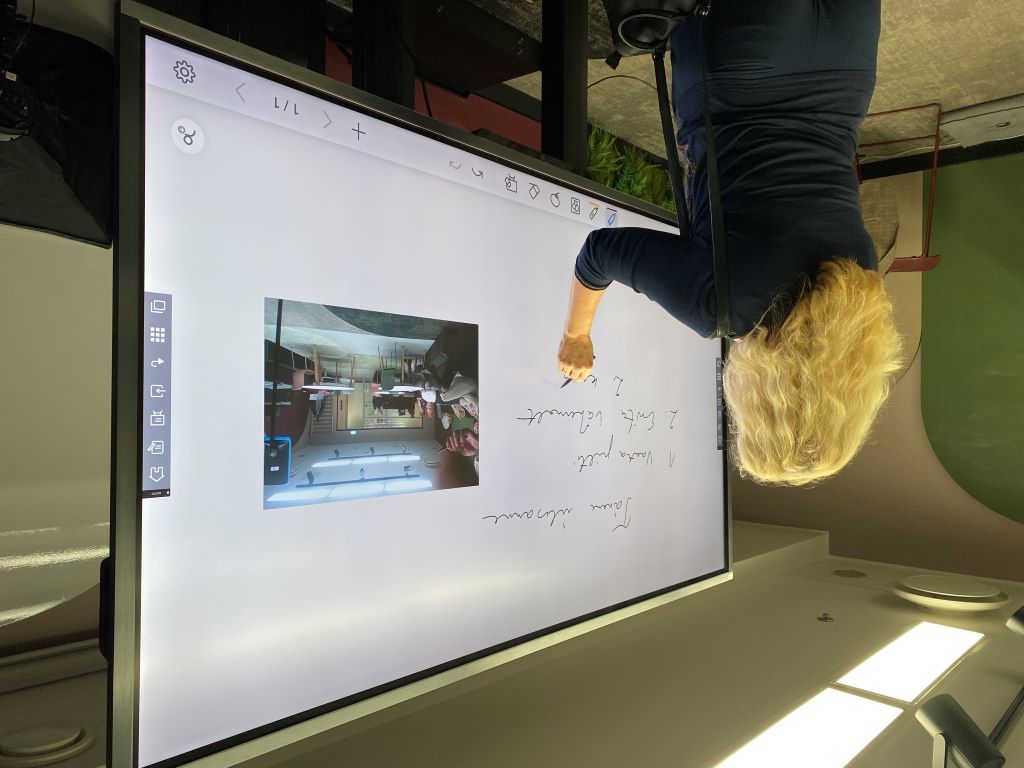 Tänane ülesanne
1. Vaata pilti
2. Esita vähemalt
2
1/1